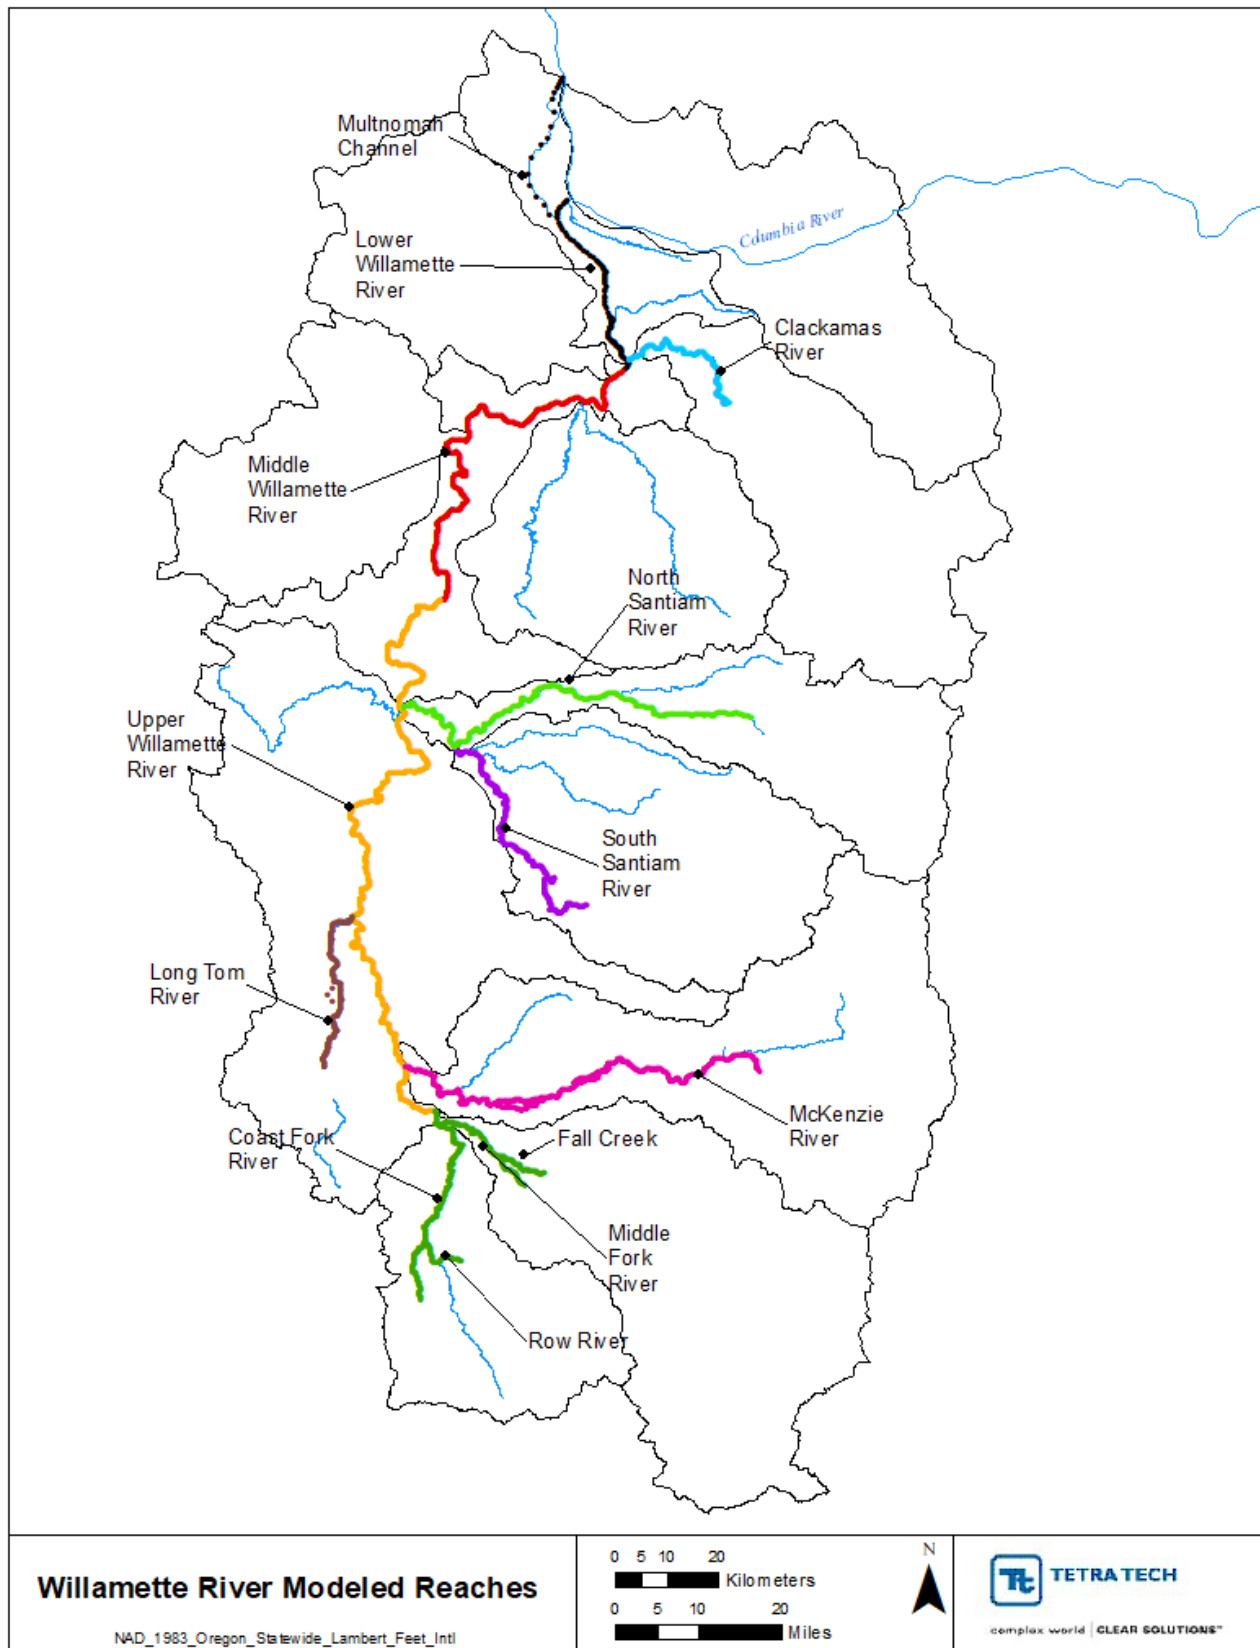 Multnomah
Channel
Lower
Willamette
River
Columbia River
Clackamas
River
Middle
Willamette
River
North
Santiam
River
Upper
Willamette
River
South
Santiam
River
Long Tom
River
McKenzie
River
Coast Fork
River
Fall Creek
Middle
Fork
River
Row River
Willamette River Modeled Reaches
NAD_1983_Oregon_Statewide_Lambert_Feet_Intl
0 5 10 20
Kilometers
0 5 10 20
Miles
N
Tt
TETRA TECH
complex world | CLEAR SOLUTIONS™